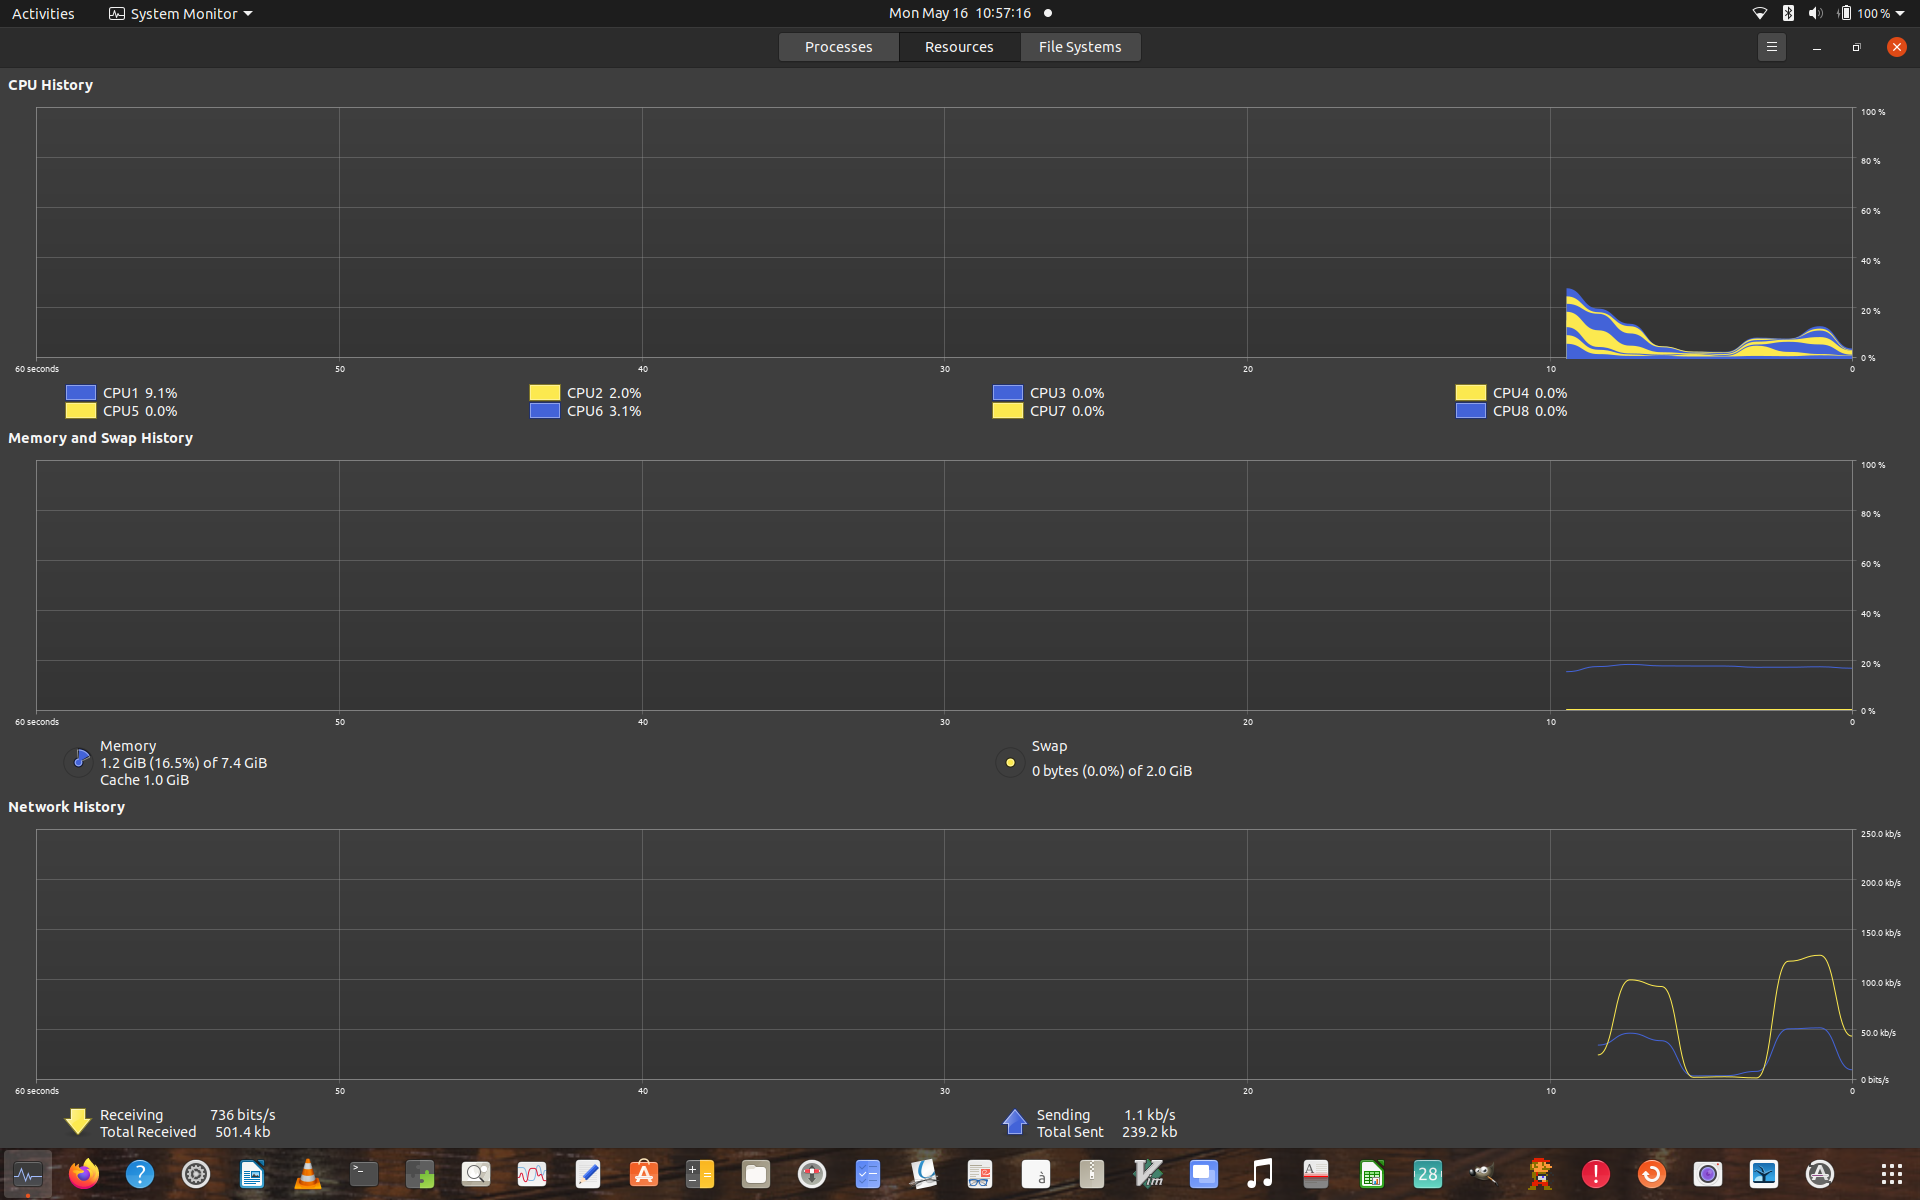 Activities
System Monitor
Mon May 16 10:57:16
100 %
Processes
Resources
File Systems
CPU History
100 %
80 %
60 %
40 %
20 %
0 %
60 seconds 50 40 30 20 10 0
CPU1 9.1% CPU2 2.0% CPU3 0.0% CPU4 0.0%
CPU5 0.0% CPU6 3.1% CPU7 0.0% CPU8 0.0%
Memory and Swap History
100 %
80 %
60 %
40 %
20 %
0 %
60 seconds 50 40 30 20 10 0
Memory
1.2 GiB (16.5%) of 7.4 GiB
Cache 1.0 GiB
Swap
0 bytes (0.0%) of 2.0 GiB
Network History
250.0 kb/s
200.0 kb/s
150.0 kb/s
100.0 kb/s
50.0 kb/s
0 bits/s
60 seconds 50 40 30 20 10 0
Receiving 736 bits/s
Total Received 501.4 kb
Sending 1.1 kb/s
Total Sent 239.2 kb
? >_ à Vim A 28 !